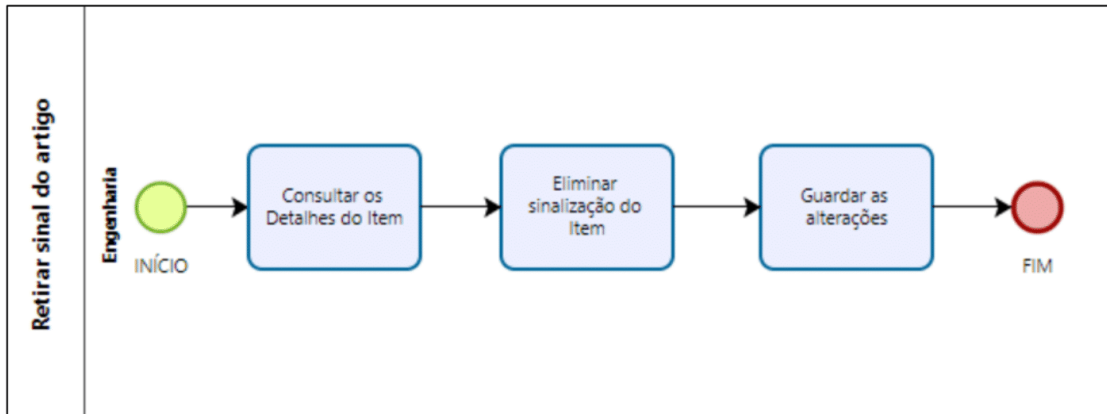 Retirar sinal do artigo
Engenharia
INÍCIO
Consultar os
Detalhes do Item
Eliminar
sinalização do
Item
Guardar as
alterações
FIM